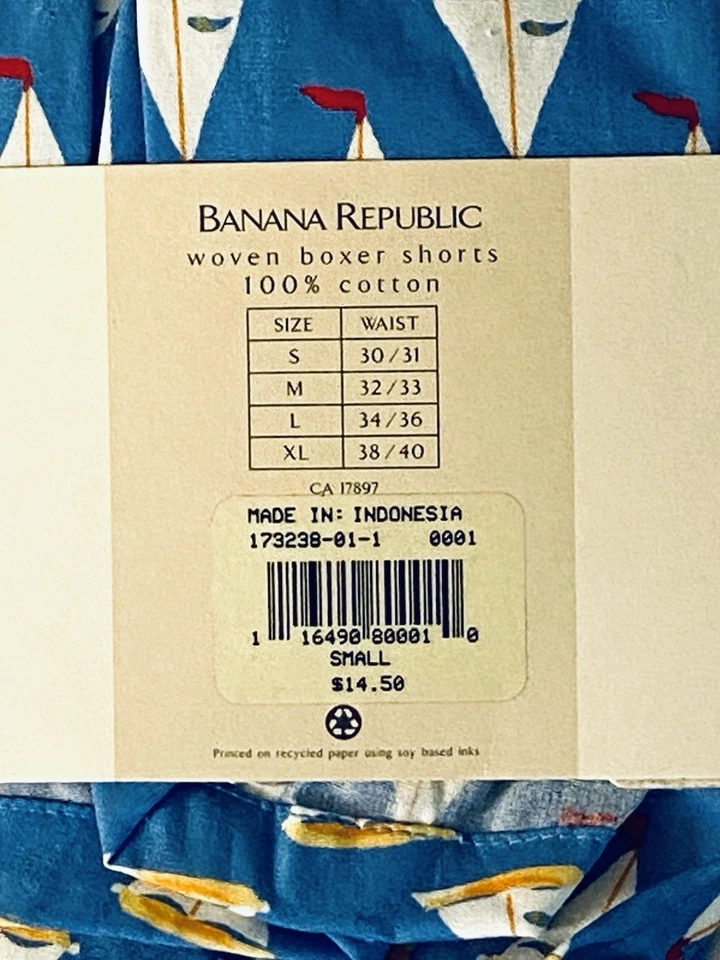 BANANA REPUBLIC
woven boxer shorts
100% cotton
SIZE WAIST
S 30/31
M 32/33
L 34/36
XL 38/40
CA 17897
MADE IN: INDONESIA
173238-01-1 0001
1 16490 80001 0
SMALL
$14.50
Printed on recycled paper using soy based inks